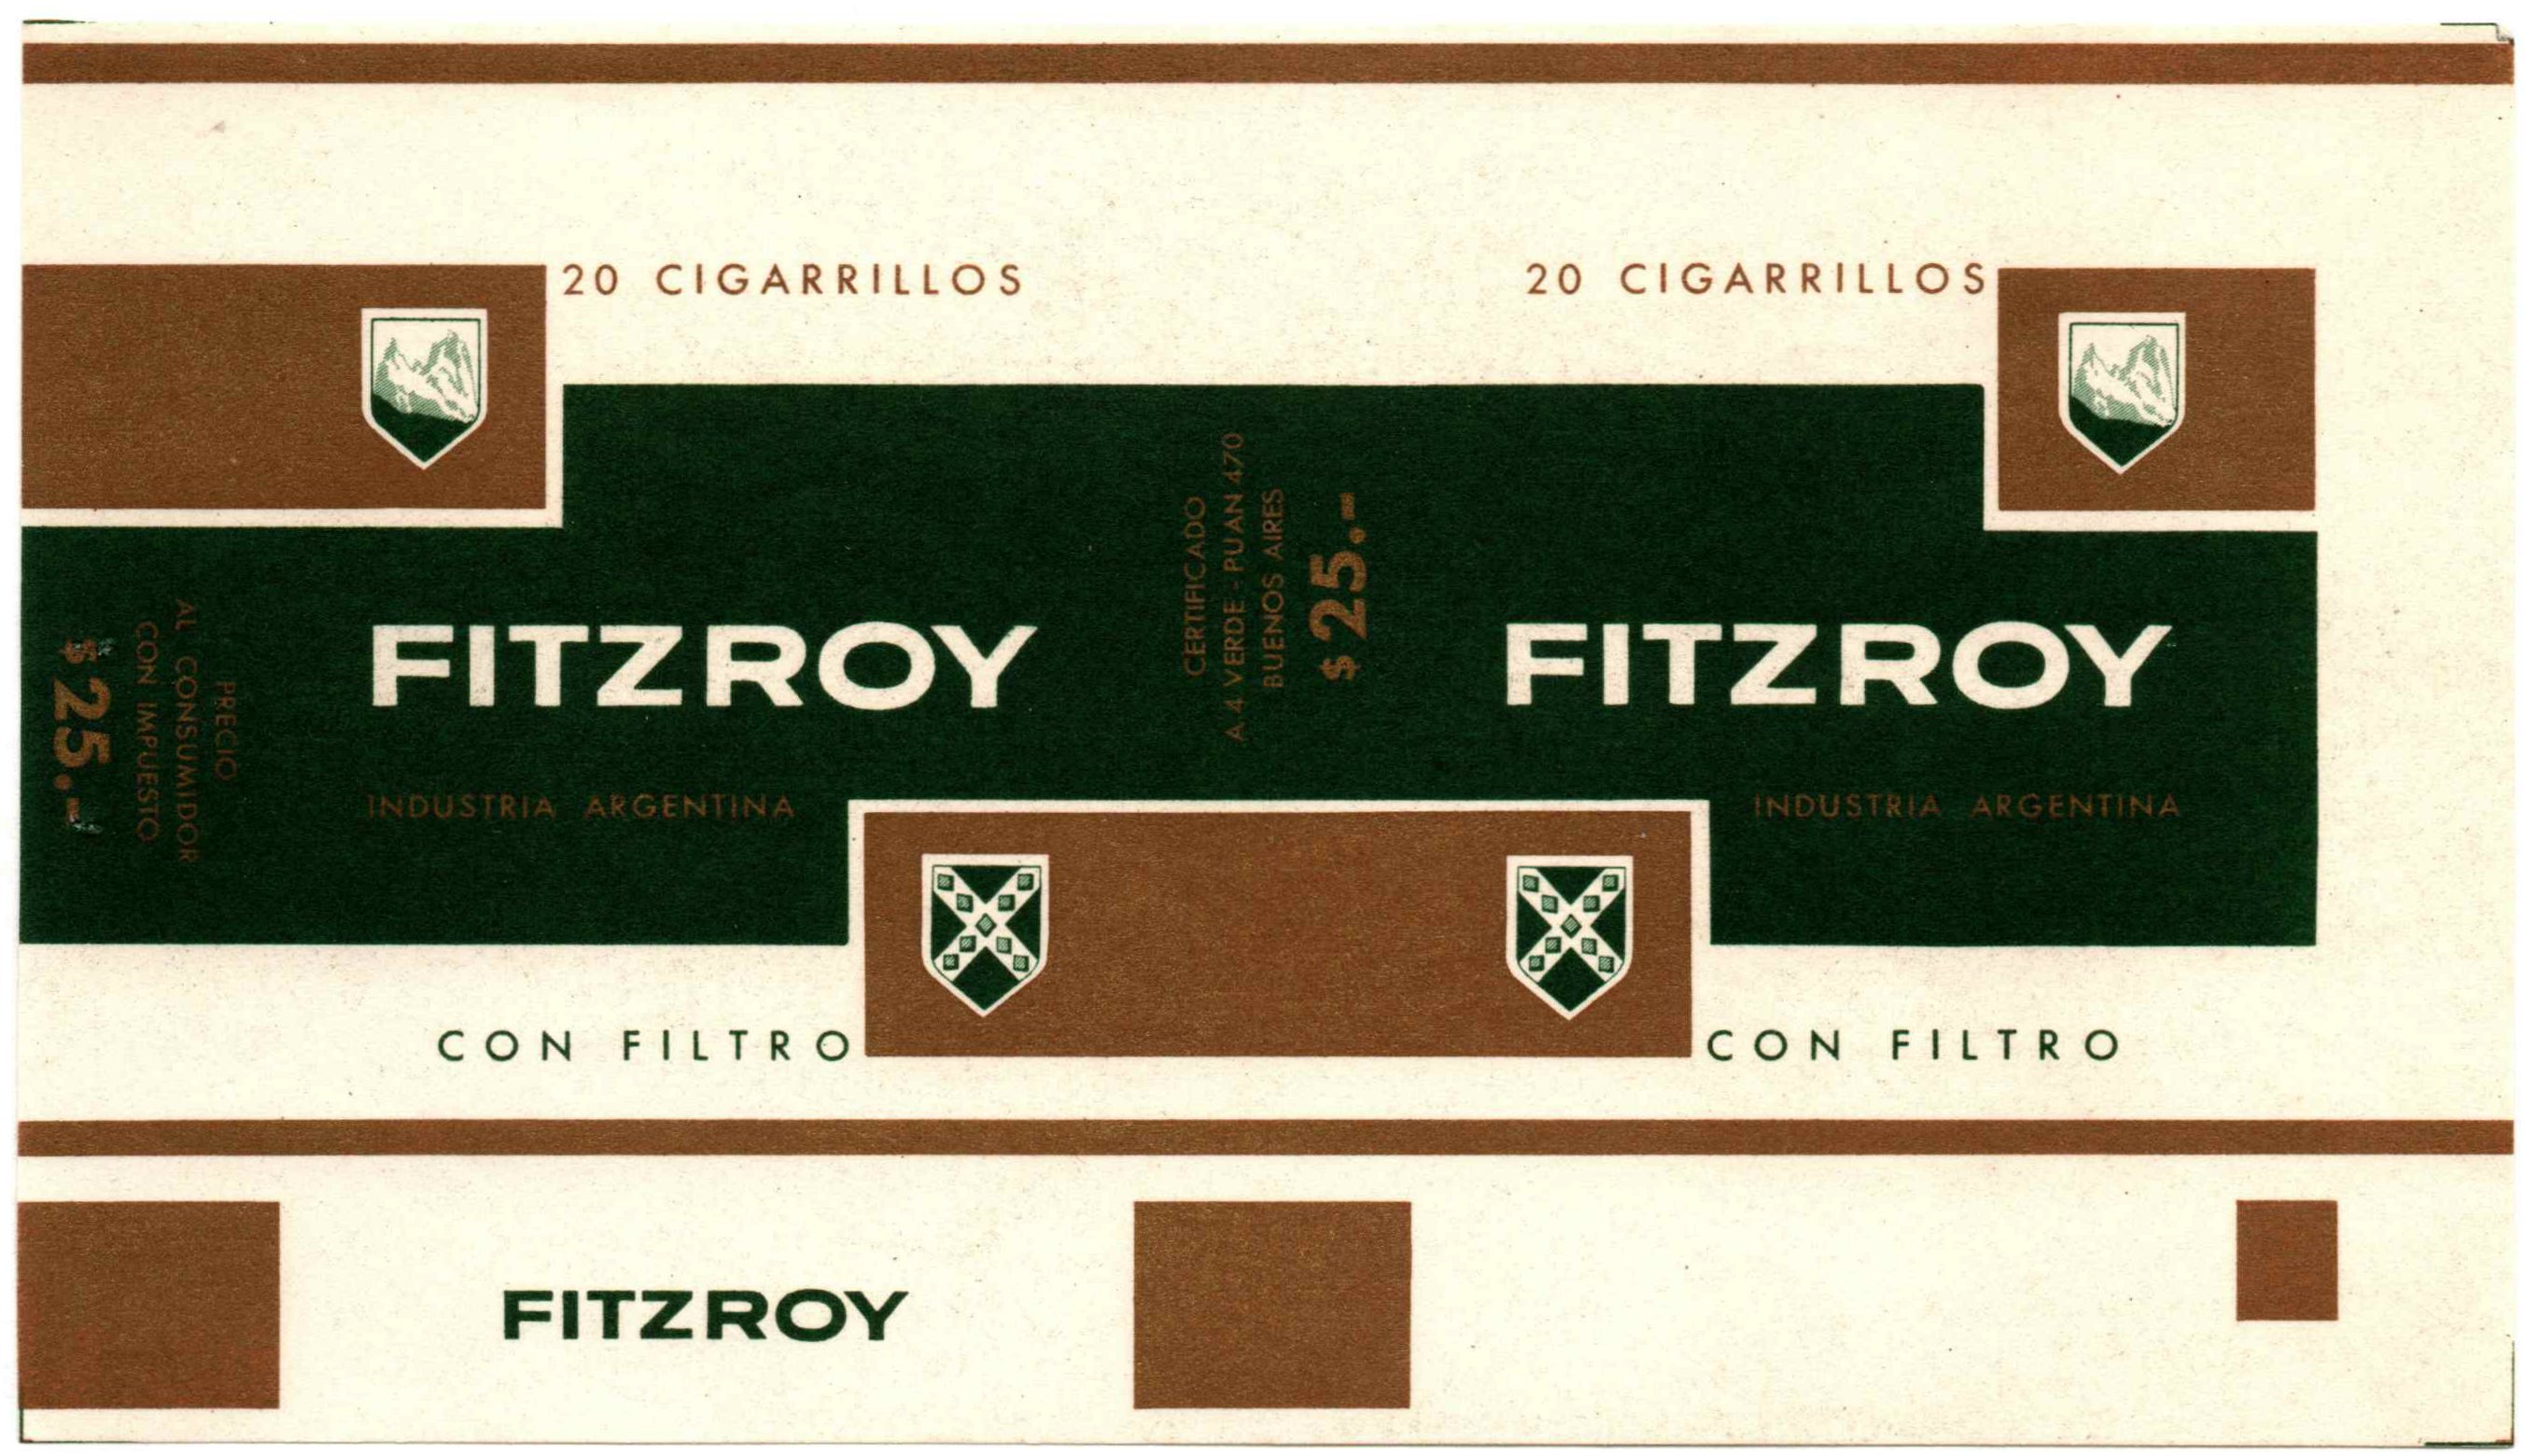 20 CIGARRILLOS
20 CIGARRILLOS
PRECIO
AL CONSUMIDOR
CON IMPUESTO
$ 25.-
FITZROY
INDUSTRIA ARGENTINA
CERTIFICADO
A.4 VERDE - PUAN 470
BUENOS AIRES
$ 25.-
FITZROY
INDUSTRIA ARGENTINA
CON FILTRO
CON FILTRO
FITZROY